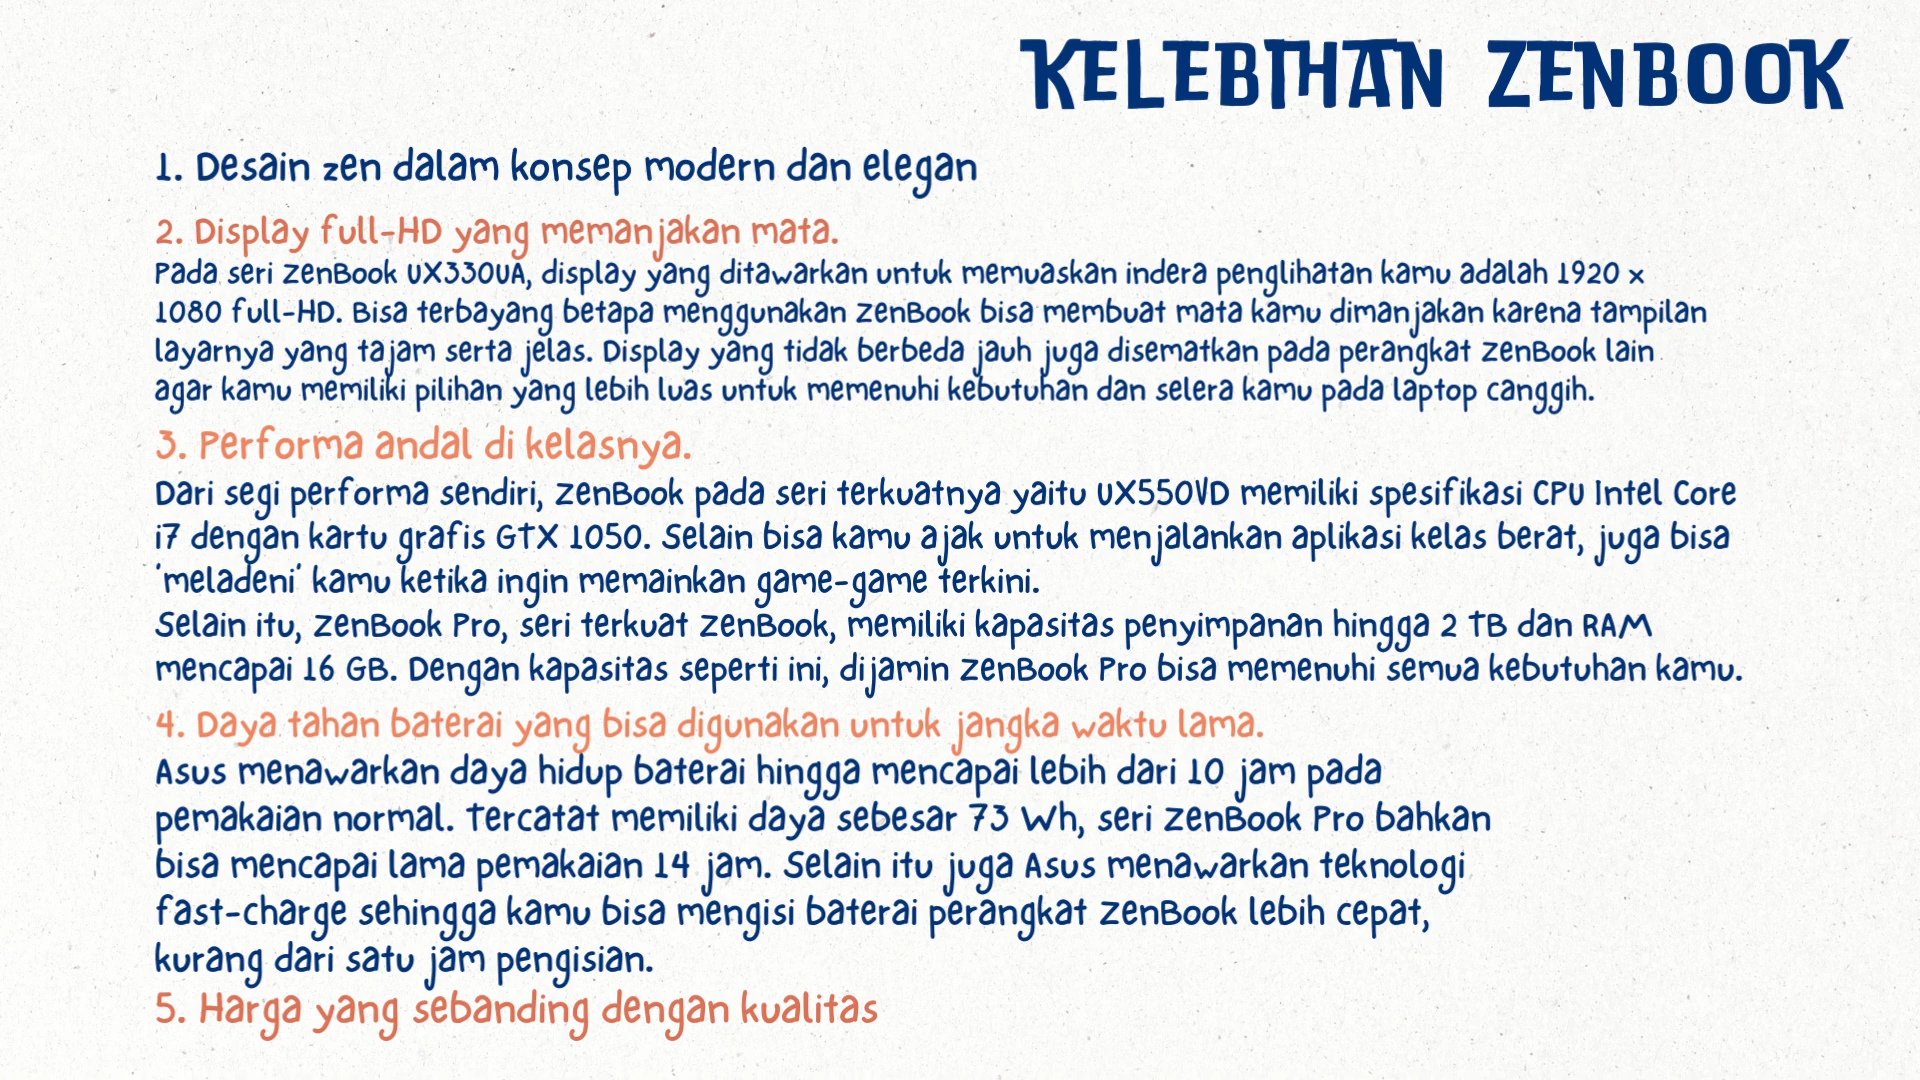 KELEBIHAN ZENBOOK
1. Desain zen dalam konsep modern dan elegan
2. Display full-HD yang memanjakan mata.
Pada seri ZenBook UX330UA, display yang ditawarkan untuk memuaskan indera penglihatan kamu adalah 1920 x
1080 full-HD. Bisa terbayang betapa menggunakan ZenBook bisa membuat mata kamu dimanjakan karena tampilan
layarnya yang tajam serta jelas. Display yang tidak berbeda jauh juga disematkan pada perangkat ZenBook lain
agar kamu memiliki pilihan yang lebih luas untuk memenuhi kebutuhan dan selera kamu pada laptop canggih.
3. Performa andal di kelasnya.
Dari segi performa sendiri, ZenBook pada seri terkuatnya yaitu UX550VD memiliki spesifikasi CPU Intel Core
i7 dengan kartu grafis GTX 1050. Selain bisa kamu ajak untuk menjalankan aplikasi kelas berat, juga bisa
'meladeni' kamu ketika ingin memainkan game-game terkini.
Selain itu, ZenBook Pro, seri terkuat ZenBook, memiliki kapasitas penyimpanan hingga 2 TB dan RAM
mencapai 16 GB. Dengan kapasitas seperti ini, dijamin ZenBook Pro bisa memenuhi semua kebutuhan kamu.
4. Daya tahan baterai yang bisa digunakan untuk jangka waktu lama.
Asus menawarkan daya hidup baterai hingga mencapai lebih dari 10 jam pada
pemakaian normal. Tercatat memiliki daya sebesar 73 Wh, seri ZenBook Pro bahkan
bisa mencapai lama pemakaian 14 jam. Selain itu juga Asus menawarkan teknologi
fast-charge sehingga kamu bisa mengisi baterai perangkat ZenBook lebih cepat,
kurang dari satu jam pengisian.
5. Harga yang sebanding dengan kualitas